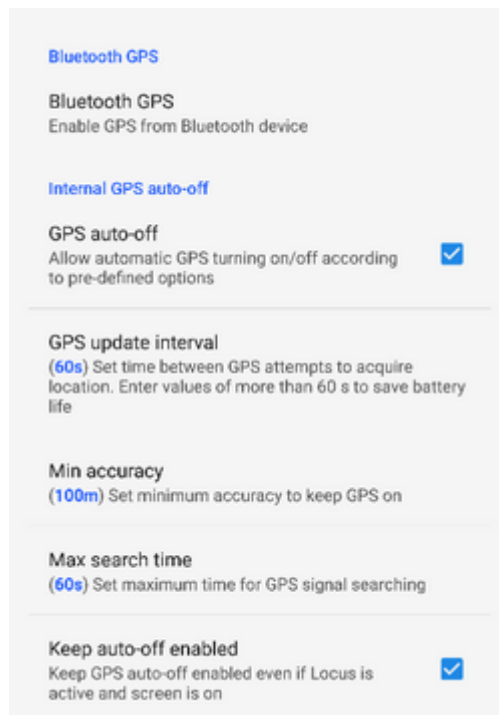 Bluetooth GPS
Bluetooth GPS
Enable GPS from Bluetooth device
Internal GPS auto-off
GPS auto-off
Allow automatic GPS turning on/off according
to pre-defined options
GPS update interval
(60s) Set time between GPS attempts to acquire
location. Enter values of more than 60 s to save battery
life
Min accuracy
(100m) Set minimum accuracy to keep GPS on
Max search time
(60s) Set maximum time for GPS signal searching
Keep auto-off enabled
Keep GPS auto-off enabled even if Locus is
active and screen is on